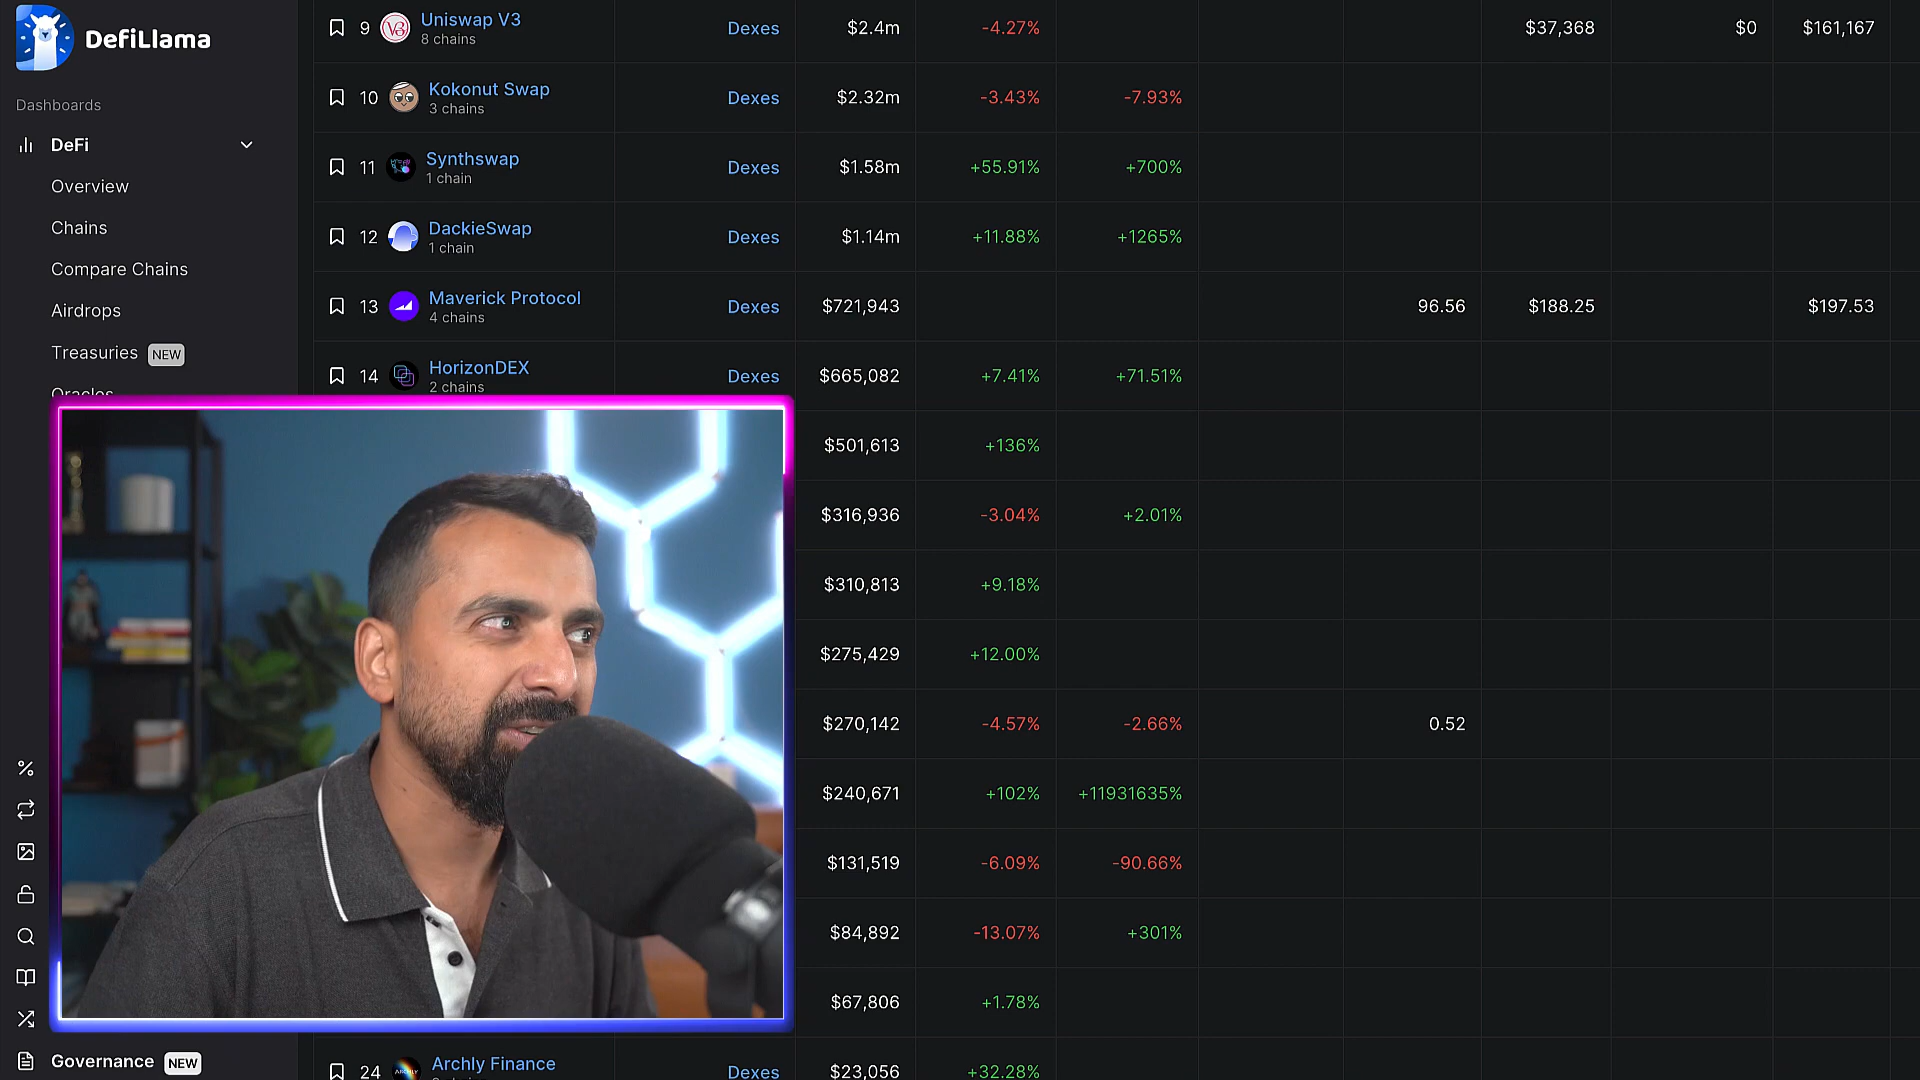 DefiLlama
Dashboards
DeFi
Overview
Chains
Compare Chains
Airdrops
Treasuries NEW
Oracles
Governance NEW
9 Uniswap V3 Dexes $2.4m -4.27% $37,368 $0 $161,167
8 chains
10 Kokonut Swap Dexes $2.32m -3.43% -7.93%
3 chains
11 Synthswap Dexes $1.58m +55.91% +700%
1 chain
12 DackieSwap Dexes $1.14m +11.88% +1265%
1 chain
13 Maverick Protocol Dexes $721,943 96.56 $188.25 $197.53
4 chains
14 HorizonDEX Dexes $665,082 +7.41% +71.51%
2 chains
$501,613 +136%
$316,936 -3.04% +2.01%
$310,813 +9.18%
$275,429 +12.00%
$270,142 -4.57% -2.66% 0.52
$240,671 +102% +11931635%
$131,519 -6.09% -90.66%
$84,892 -13.07% +301%
$67,806 +1.78%
24 Archly Finance Dexes $23,056 +32.28%